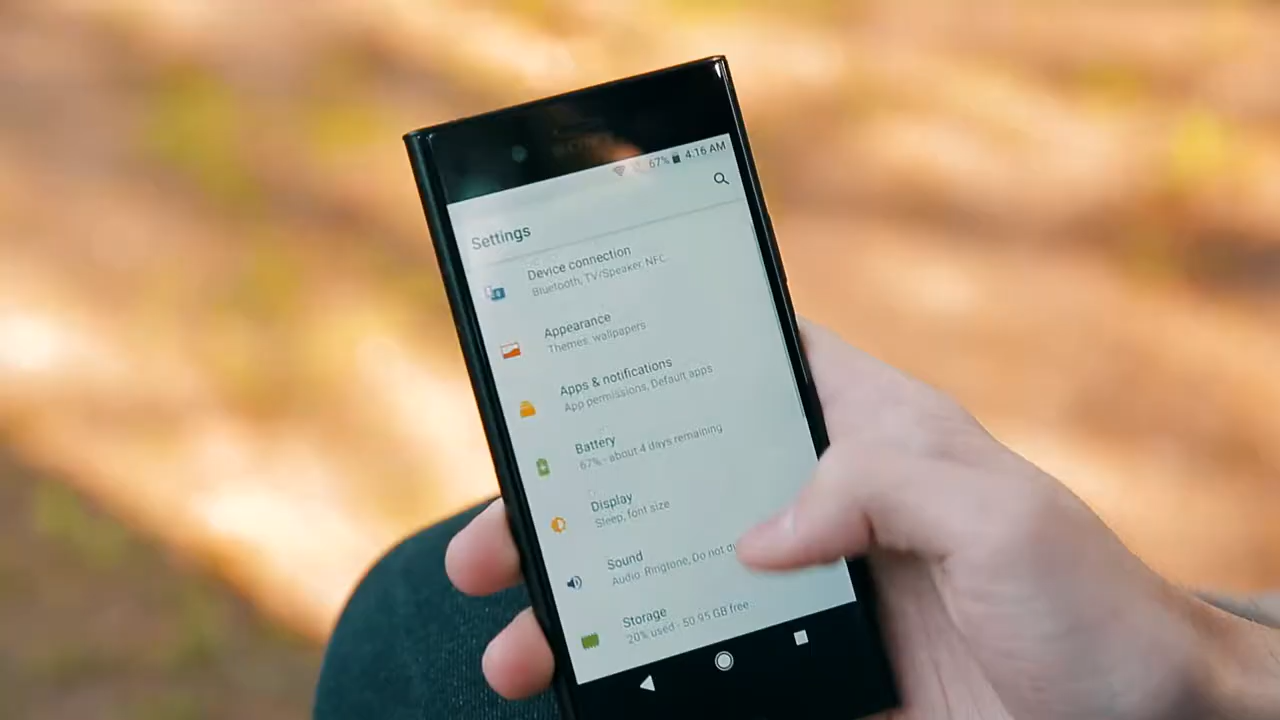 67% 4:16 AM
Settings
Device connection
Bluetooth, TV/Speaker, NFC
Appearance
Themes, wallpapers
Apps & notifications
App permissions, Default apps
Battery
67% - about 4 days remaining
Display
Sleep, font size
Sound
Audio, Ringtone, Do not
Storage
20% used - 50.95 GB free